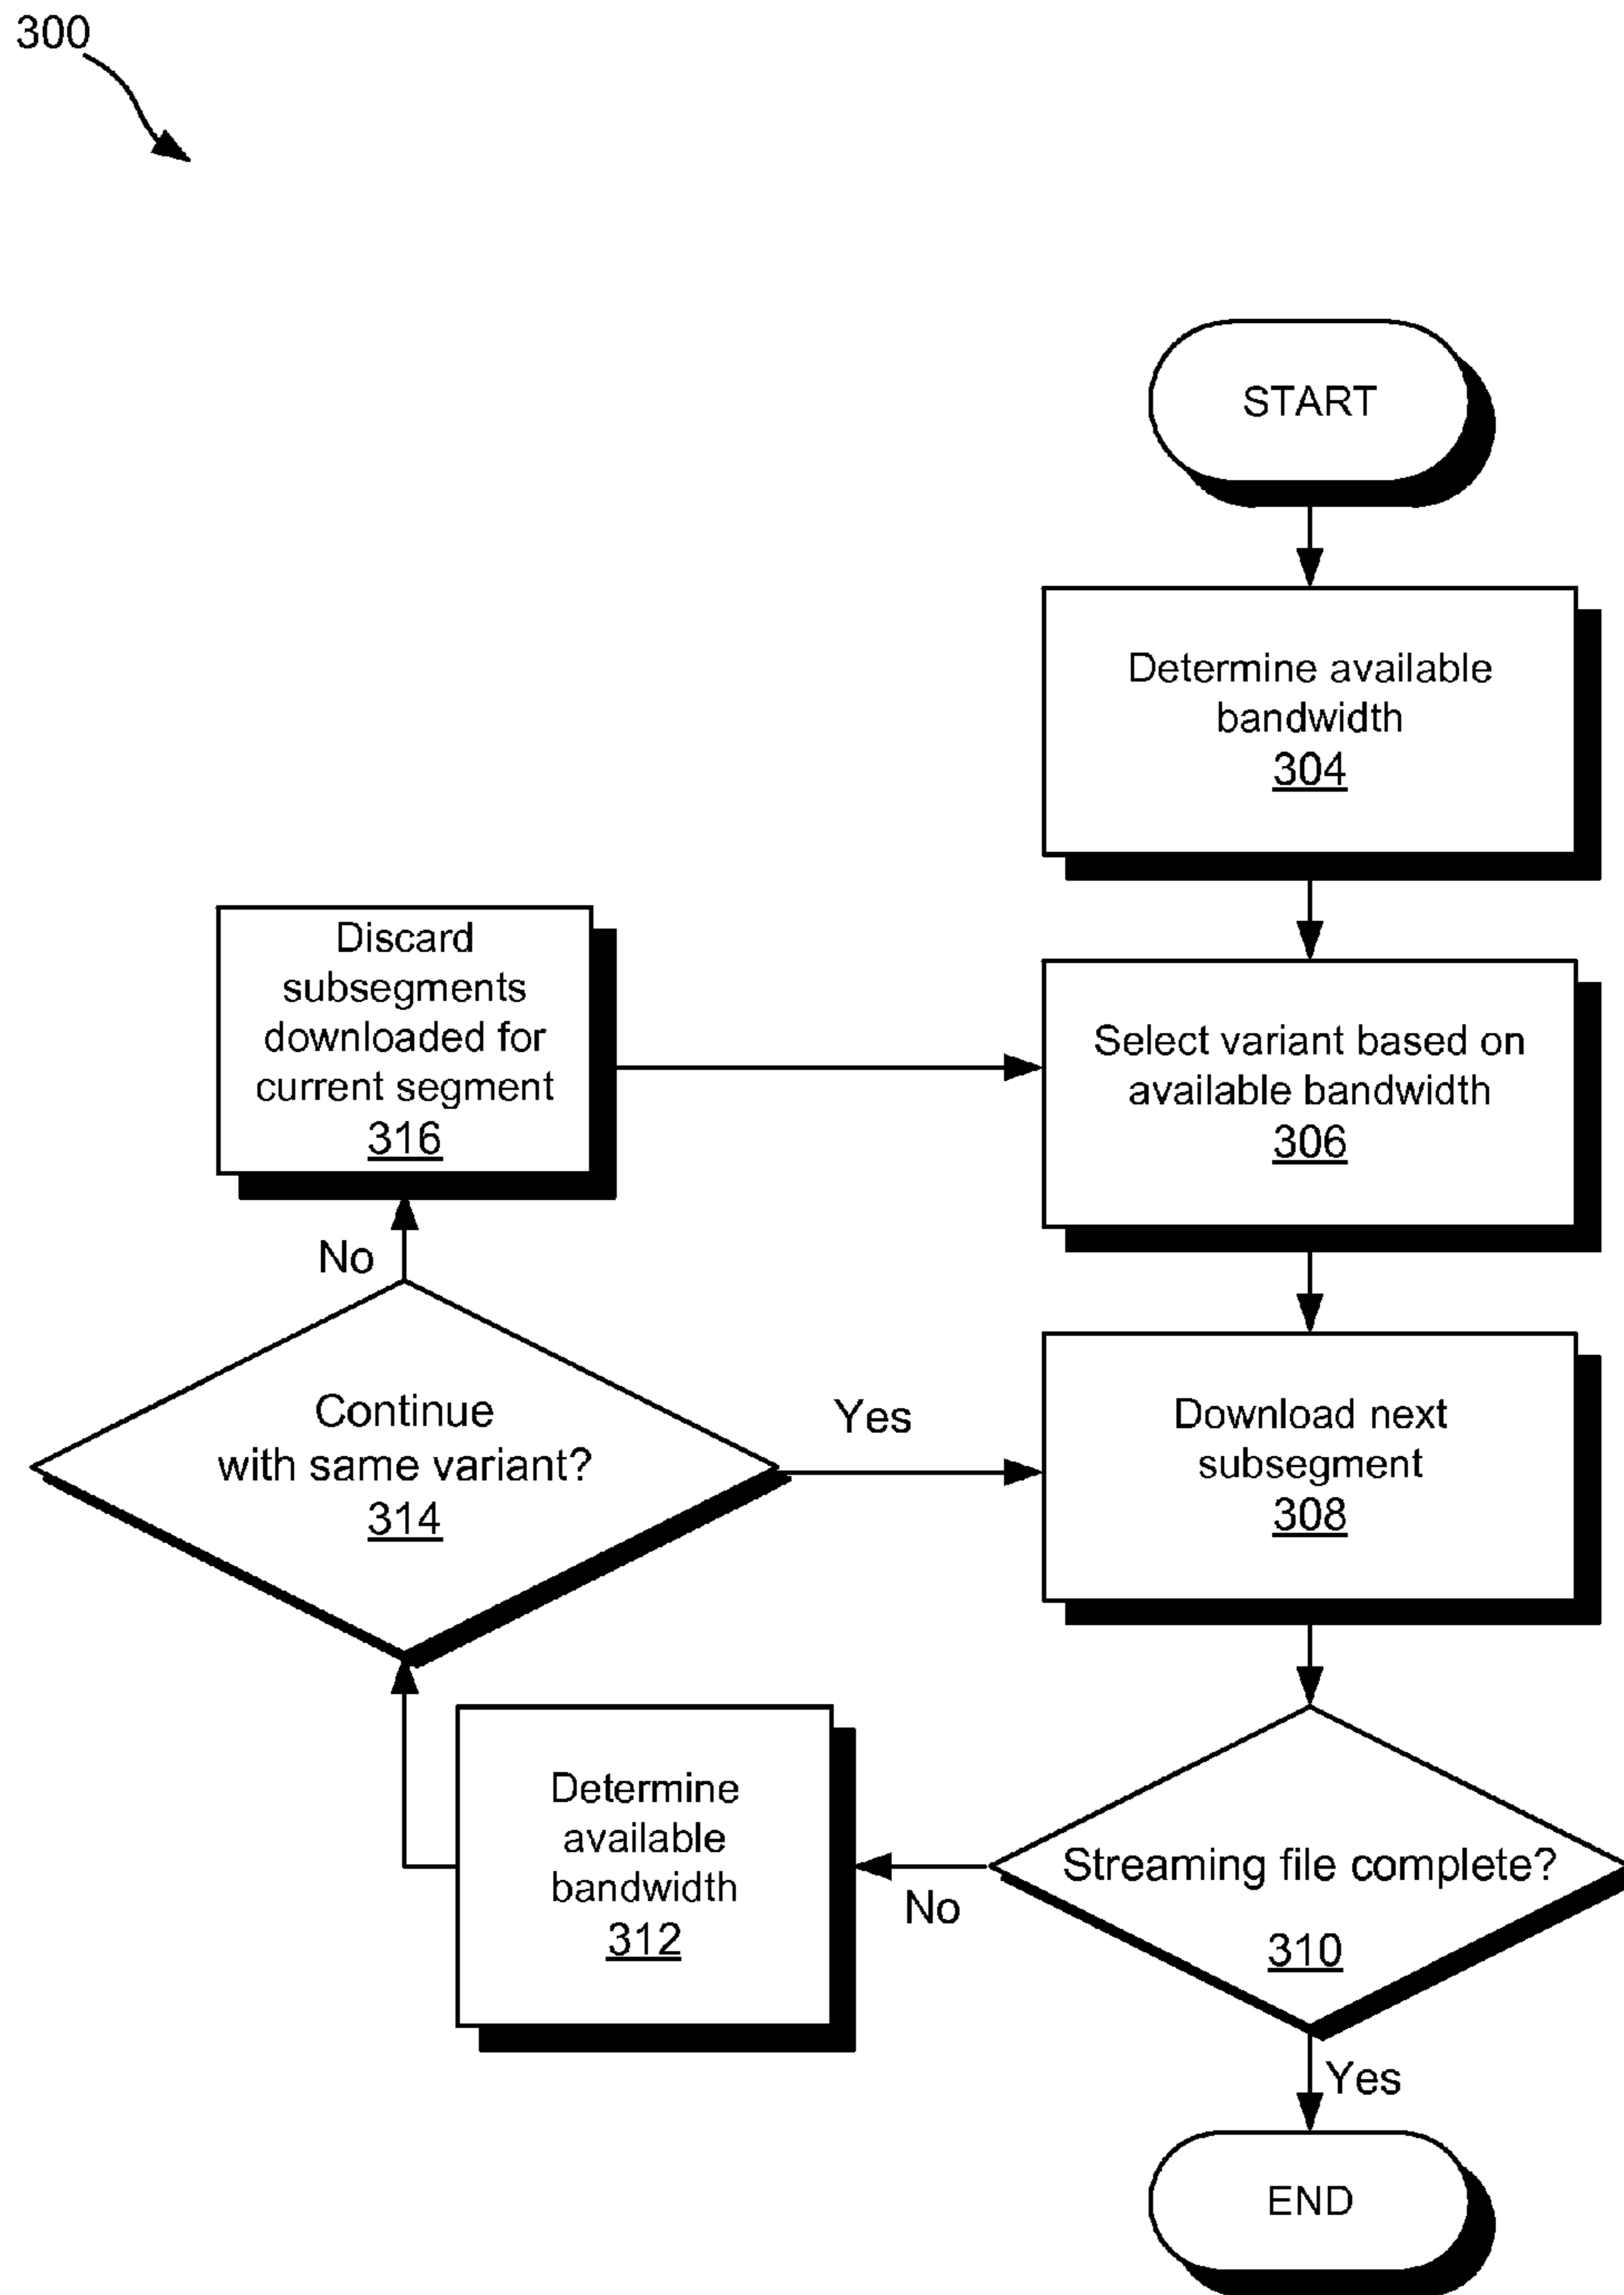 300
START
Determine available
bandwidth
304
Discard
subsegments
downloaded for
current segment
316
Select variant based on
available bandwidth
306
No
Continue
with same variant?
314
Yes
Download next
subsegment
308
Determine
available
bandwidth
312
No
Streaming file complete?
310
Yes
END